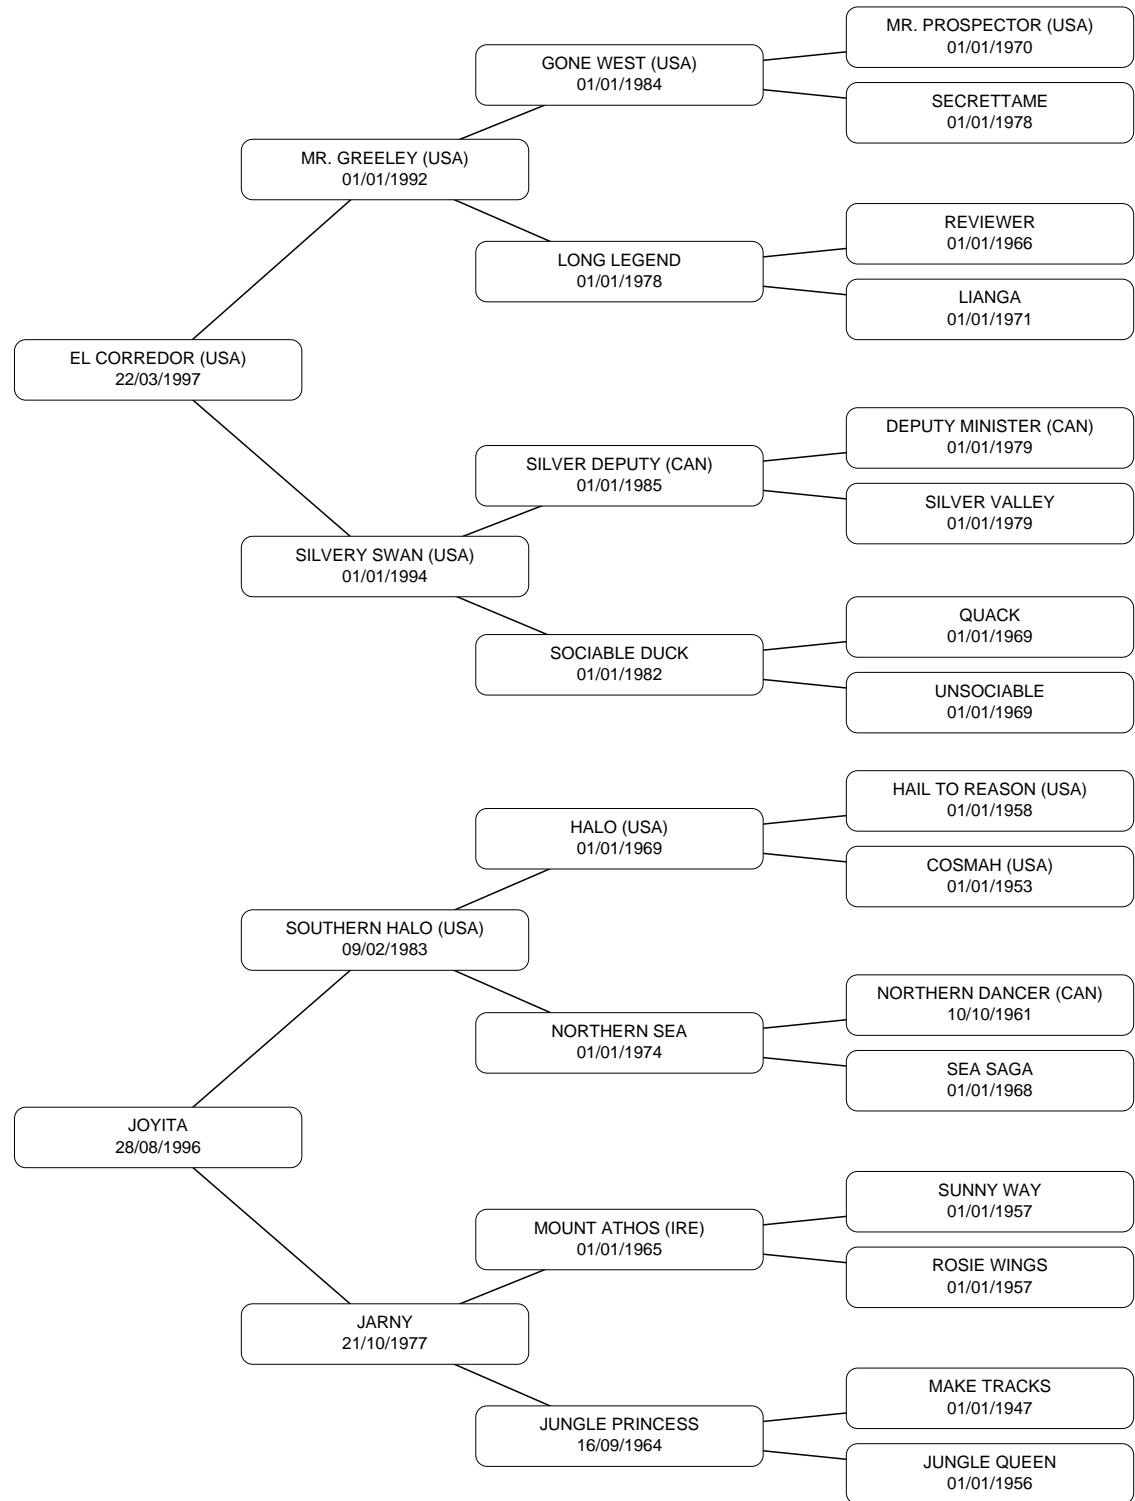 MR. PROSPECTOR (USA)
01/01/1970
GONE WEST (USA)
01/01/1984
SECRETTAME
01/01/1978
MR. GREELEY (USA)
01/01/1992
REVIEWER
01/01/1966
LONG LEGEND
01/01/1978
LIANGA
01/01/1971
EL CORREDOR (USA)
22/03/1997
DEPUTY MINISTER (CAN)
01/01/1979
SILVER DEPUTY (CAN)
01/01/1985
SILVER VALLEY
01/01/1979
SILVERY SWAN (USA)
01/01/1994
QUACK
01/01/1969
SOCIABLE DUCK
01/01/1982
UNSOCIABLE
01/01/1969
HAIL TO REASON (USA)
01/01/1958
HALO (USA)
01/01/1969
COSMAH (USA)
01/01/1953
SOUTHERN HALO (USA)
09/02/1983
NORTHERN DANCER (CAN)
10/10/1961
NORTHERN SEA
01/01/1974
SEA SAGA
01/01/1968
JOYITA
28/08/1996
SUNNY WAY
01/01/1957
MOUNT ATHOS (IRE)
01/01/1965
ROSIE WINGS
01/01/1957
JARNY
21/10/1977
MAKE TRACKS
01/01/1947
JUNGLE PRINCESS
16/09/1964
JUNGLE QUEEN
01/01/1956